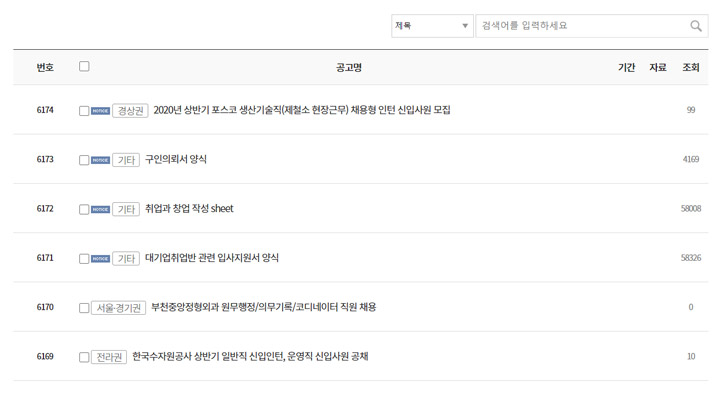 제목 검색어를 입력하세요
번호 공고명 기간 자료 조회
6174 NOTICE 경상권 2020년 상반기 포스코 생산기술직(제철소 현장근무) 채용형 인턴 신입사원 모집 99
6173 NOTICE 기타 구인의뢰서 양식 4169
6172 NOTICE 기타 취업과 창업 작성 sheet 58008
6171 NOTICE 기타 대기업취업반 관련 입사지원서 양식 58326
6170 서울·경기권 부천중앙정형외과 원무행정/의무기록/코디네이터 직원 채용 0
6169 전라권 한국수자원공사 상반기 일반직 신입인턴, 운영직 신입사원 공채 10